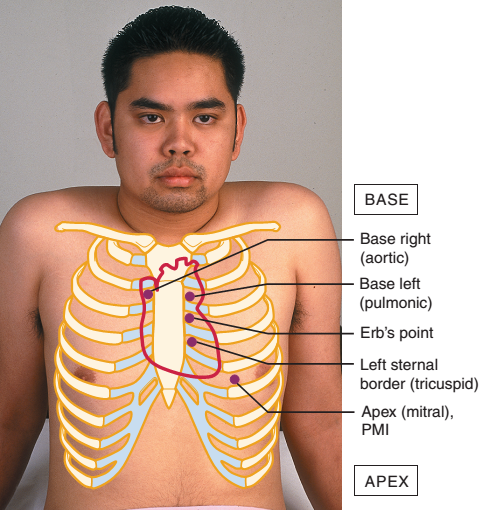 BASE
Base right
(aortic)
Base left
(pulmonic)
Erb's point
Left sternal
border (tricuspid)
Apex (mitral),
PMI
APEX